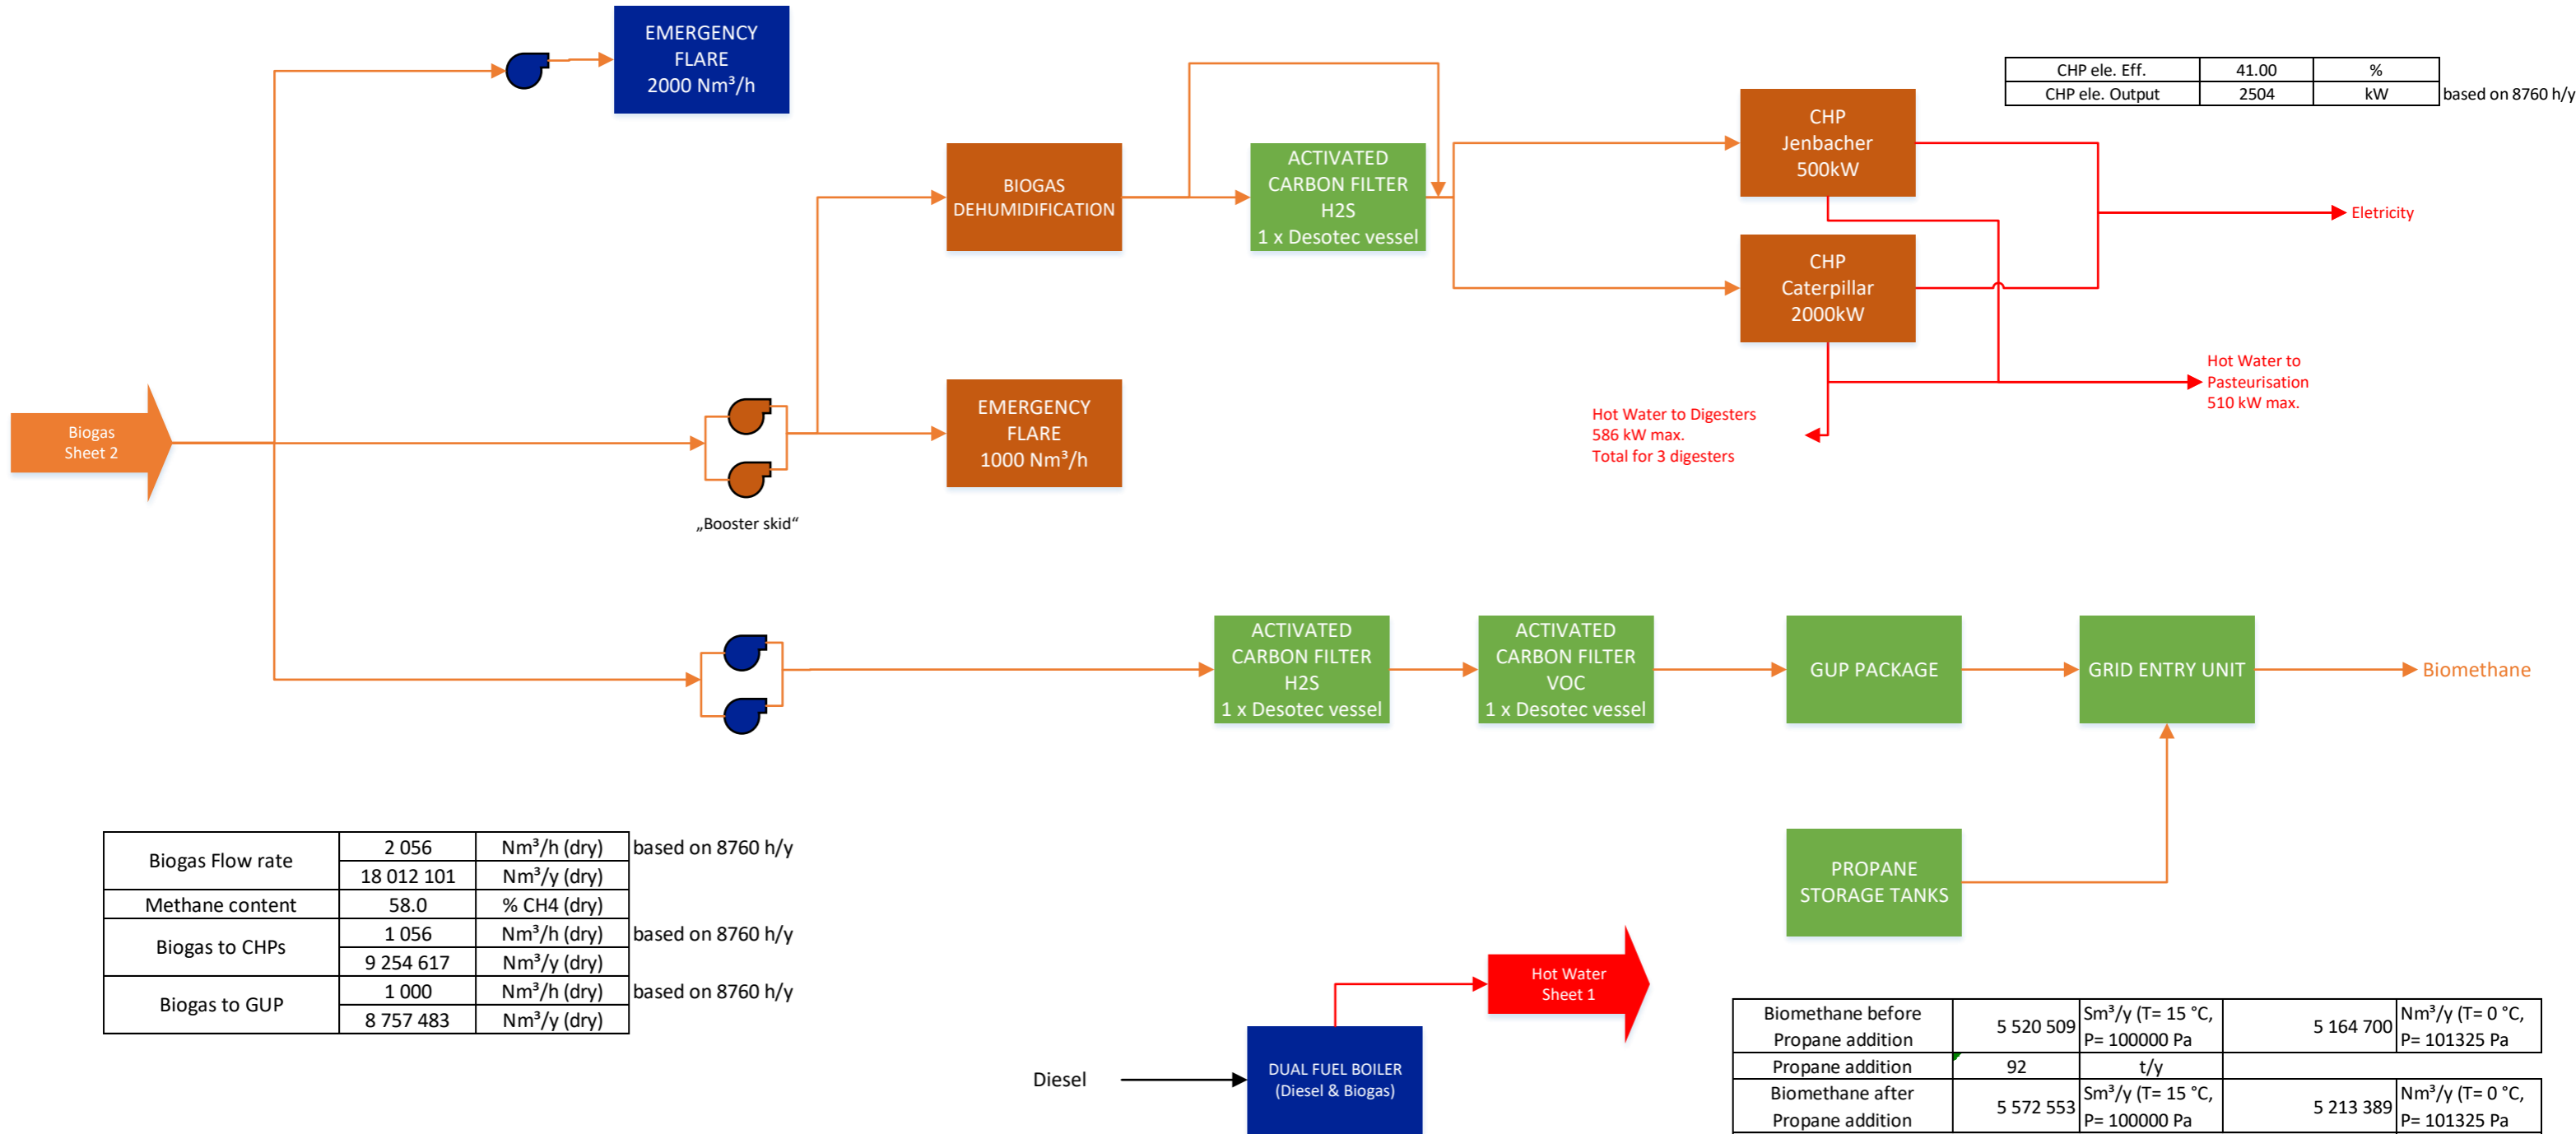 EMERGENCY
FLARE
2000 Nm³/h
CHP ele. Eff. 41.00 %
CHP ele. Output 2504 kW based on 8760 h/y
CHP
Jenbacher
500kW
BIOGAS
DEHUMIDIFICATION
ACTIVATED
CARBON FILTER
H2S
1 x Desotec vessel
Eletricity
CHP
Caterpillar
2000kW
Hot Water to
Pasteurisation
510 kW max.
Hot Water to Digesters
586 kW max.
Total for 3 digesters
Biogas
Sheet 2
EMERGENCY
FLARE
1000 Nm³/h
„Booster skid“
ACTIVATED
CARBON FILTER
H2S
1 x Desotec vessel
ACTIVATED
CARBON FILTER
VOC
1 x Desotec vessel
GUP PACKAGE
GRID ENTRY UNIT
Biomethane
PROPANE
STORAGE TANKS
Biogas Flow rate 2 056 Nm³/h (dry) based on 8760 h/y
18 012 101 Nm³/y (dry)
Methane content 58.0 % CH4 (dry)
Biogas to CHPs 1 056 Nm³/h (dry) based on 8760 h/y
9 254 617 Nm³/y (dry)
Biogas to GUP 1 000 Nm³/h (dry) based on 8760 h/y
8 757 483 Nm³/y (dry)
Hot Water
Sheet 1
Diesel
DUAL FUEL BOILER
(Diesel & Biogas)
Biomethane before
Propane addition
5 520 509
Sm³/y (T= 15 °C,
P= 100000 Pa
5 164 700
Nm³/y (T= 0 °C,
P= 101325 Pa
Propane addition 92 t/y
Biomethane after
Propane addition
5 572 553
Sm³/y (T= 15 °C,
P= 100000 Pa
5 213 389
Nm³/y (T= 0 °C,
P= 101325 Pa